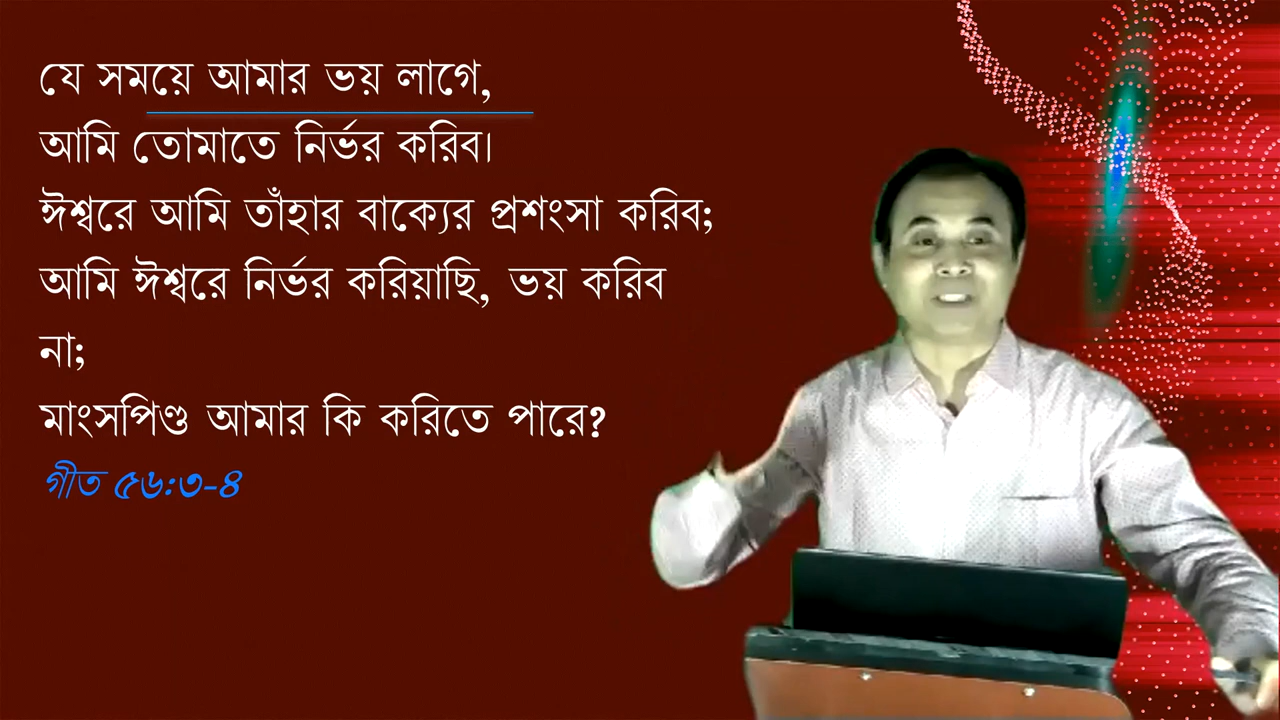 যে সময়ে আমার ভয় লাগে,
আমি তোমাতে নির্ভর করিব।
ঈশ্বরে আমি তাঁহার বাক্যের প্রশংসা করিব;
আমি ঈশ্বরে নির্ভর করিয়াছি, ভয় করিব
না;
মাংসপিণ্ড আমার কি করিতে পারে?
গীত ৫৬:৩-৪